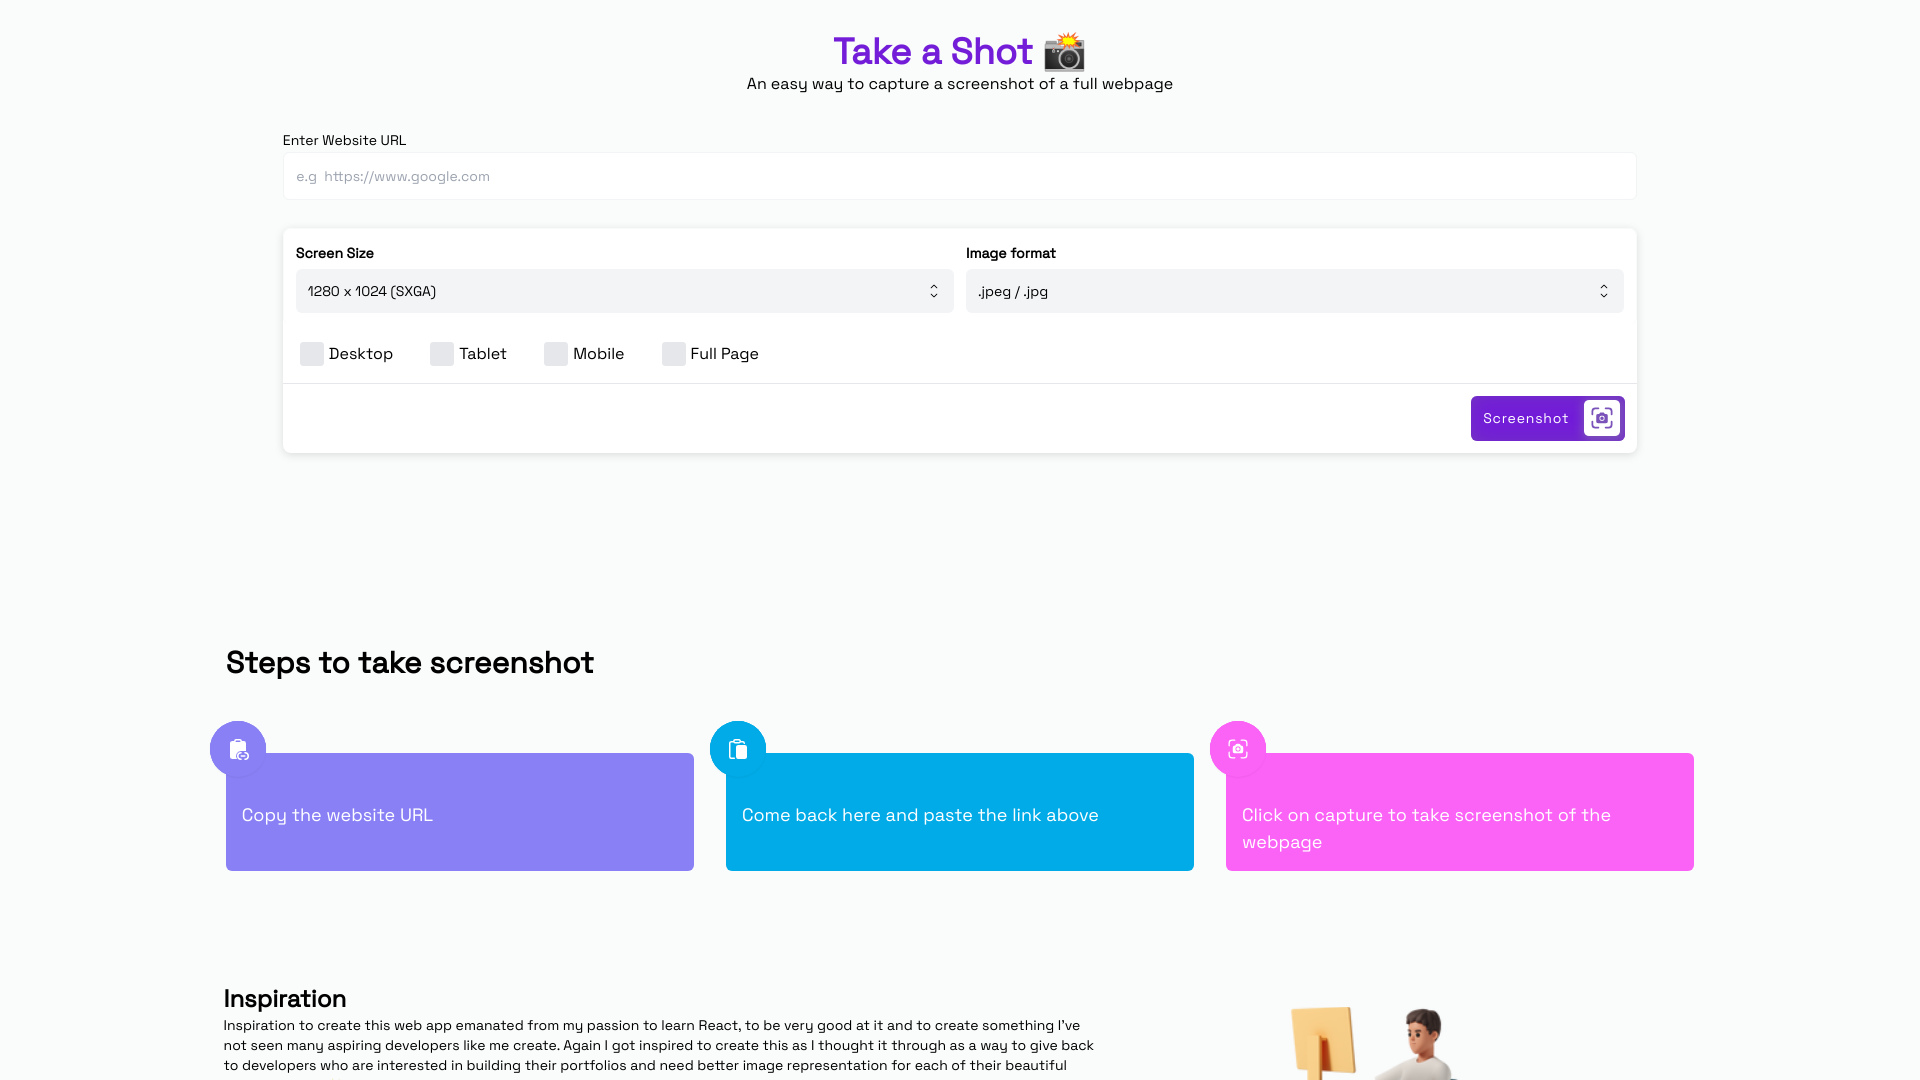 Take a Shot 📸
An easy way to capture a screenshot of a full webpage
Enter Website URL
e.g  https://www.google.com
Screen Size
1280 x 1024 (SXGA)
Image format
.jpeg / .jpg
Desktop
Tablet
Mobile
Full Page
Screenshot
Steps to take screenshot
Copy the website URL
Come back here and paste the link above
Click on capture to take screenshot of the
webpage
Inspiration
Inspiration to create this web app emanated from my passion to learn React, to be very good at it and to create something I've
not seen many aspiring developers like me create. Again I got inspired to create this as I thought it through as a way to give back
to developers who are interested in building their portfolios and need better image representation for each of their beautiful